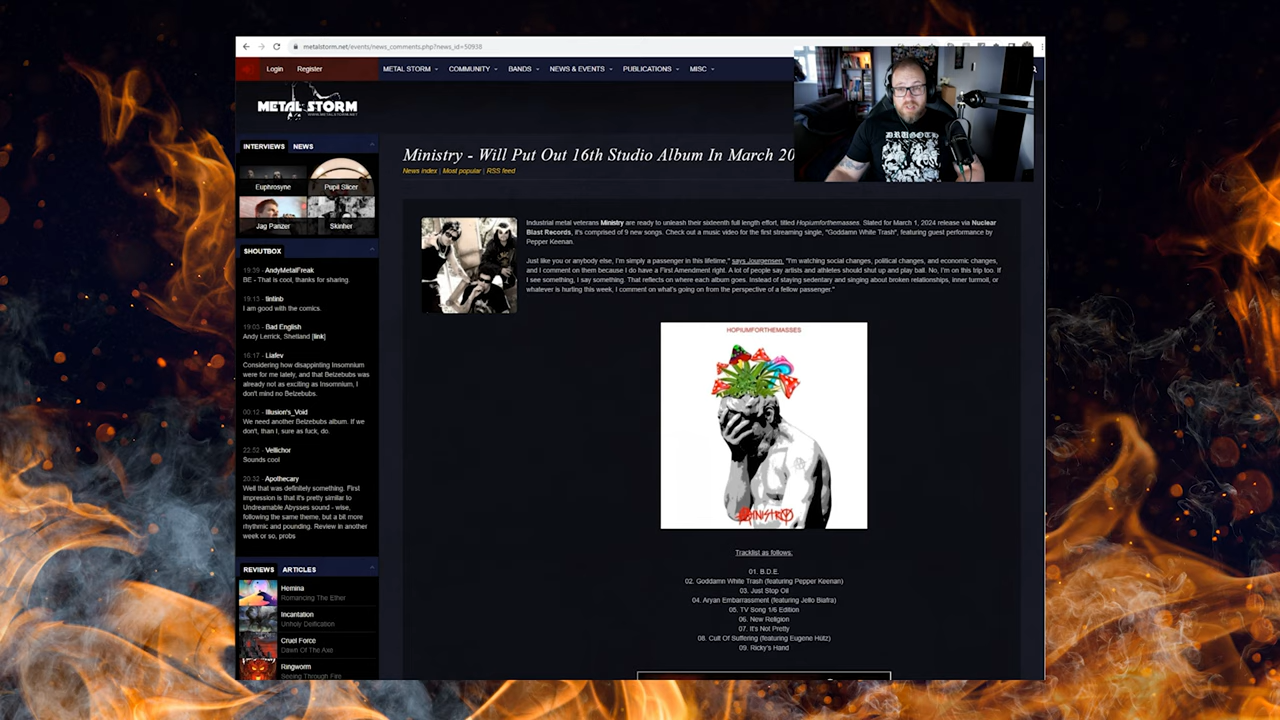 metalstorm.net/events/news_comments.php?news_id=50938
Login Register
METAL STORM COMMUNITY BANDS NEWS & EVENTS PUBLICATIONS MISC
METAL STORM
WWW.METALSTORM.NET
INTERVIEWS NEWS
Euphrosyne Pupil Slicer
Jag Panzer Skinher
SHOUTBOX
19:39 - AndyMetalFreak
BE - That is cool, thanks for sharing.
19:13 - tintinb
I am good with the comics.
19:05 - Bad English
Andy Lerrick, Shetland [link]
16:17 - Liafev
Considering how disappinting Insomnium
were for me lately, and that Belzebubs was
already not as exciting as Insomnium, I
don't mind no Belzebubs.
00:12 - Illusion's_Void
We need another Belzebubs album. If we
don't, than I, sure as fuck, do.
22:52 - Vellichor
Sounds cool
20:32 - Apothecary
Well that was definitely something. First
impression is that it's pretty similar to
Undreamable Abysses sound - wise,
following the same theme, but a bit more
rhythmic and pounding. Review in another
week or so, probs
REVIEWS ARTICLES
Hemina
Romancing The Ether
Incantation
Unholy Deification
Cruel Force
Dawn Of The Axe
Ringworm
Seeing Through Fire
Ministry - Will Put Out 16th Studio Album In March 20
News index | Most popular | RSS feed
Industrial metal veterans Ministry are ready to unleash their sixteenth full length effort, titled Hopiumforthemasses. Slated for March 1, 2024 release via Nuclear
Blast Records, it's comprised of 9 new songs. Check out a music video for the first streaming single, "Goddamn White Trash", featuring guest performance by
Pepper Keenan.
Just like you or anybody else, I'm simply a passenger in this lifetime," says Jourgensen. "I'm watching social changes, political changes, and economic changes,
and I comment on them because I do have a First Amendment right. A lot of people say artists and athletes should shut up and play ball. No, I'm on this trip too. If
I see something, I say something. That reflects on where each album goes. Instead of staying sedentary and singing about broken relationships, inner turmoil, or
whatever is hurting this week, I comment on what's going on from the perspective of a fellow passenger."
HOPIUMFORTHEMASSES
MINISTRY
Tracklist as follows:
01. B.D.E.
02. Goddamn White Trash (featuring Pepper Keenan)
03. Just Stop Oil
04. Aryan Embarrassment (featuring Jello Biafra)
05. TV Song 1/6 Edition
06. New Religion
07. It's Not Pretty
08. Cult Of Suffering (featuring Eugene Hütz)
09. Ricky's Hand
DRUGOTH